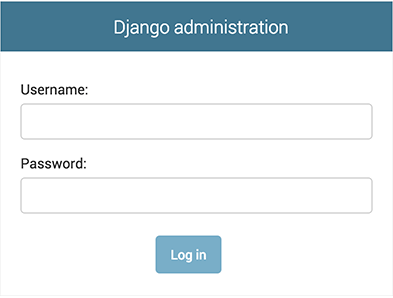 Django administration
Username:
Password:
Log in